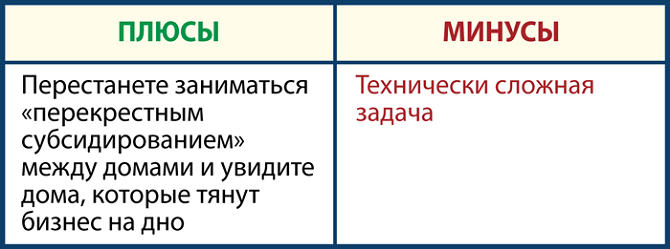 ПЛЮСЫ
МИНУСЫ
Перестанете заниматься
«перекрестным
субсидированием»
между домами и увидите
дома, которые тянут
бизнес на дно
Технически сложная
задача